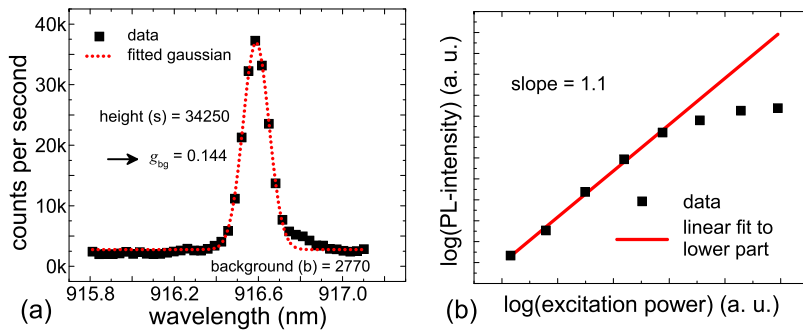 40k
30k
20k
10k
0k
counts per second
data
fitted gaussian
height (s) = 34250
g_bg = 0.144
background (b) = 2770
915.8 916.2 916.6 917.0
wavelength (nm)
(a)
log(PL-intensity) (a. u.)
slope = 1.1
data
linear fit to
lower part
log(excitation power) (a. u.)
(b)